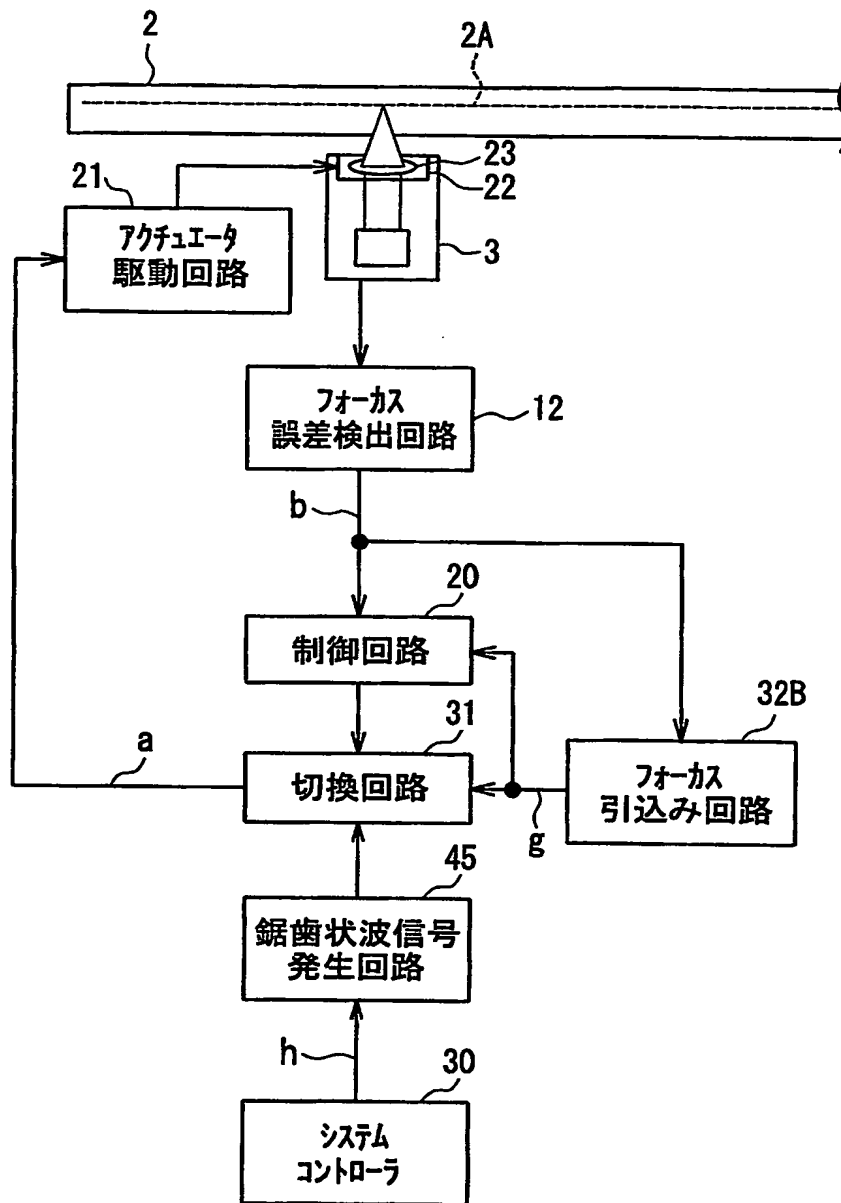 2
2A
23
22
21
アクチュエータ
駆動回路
3
フォーカス
誤差検出回路
12
b
20
制御回路
32B
31
a
切換回路
フォーカス
引込み回路
g
45
鋸歯状波信号
発生回路
h
30
システム
コントローラ